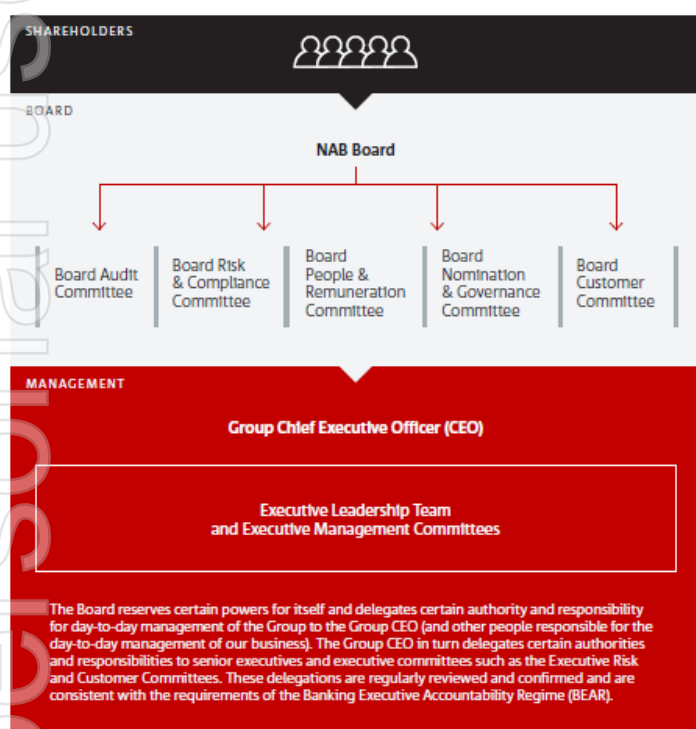 SHAREHOLDERS
BOARD
NAB Board
Board Audit
Committee
Board Risk
& Compliance
Committee
Board
People &
Remuneration
Committee
Board
Nomination
& Governance
Committee
Board
Customer
Committee
MANAGEMENT
Group Chief Executive Officer (CEO)
Executive Leadership Team
and Executive Management Committees
The Board reserves certain powers for itself and delegates certain authority and responsibility
for day-to-day management of the Group to the Group CEO (and other people responsible for the
day-to-day management of our business). The Group CEO in turn delegates certain authorities
and responsibilities to senior executives and executive committees such as the Executive Risk
and Customer Committees. These delegations are regularly reviewed and confirmed and are
consistent with the requirements of the Banking Executive Accountability Regime (BEAR).